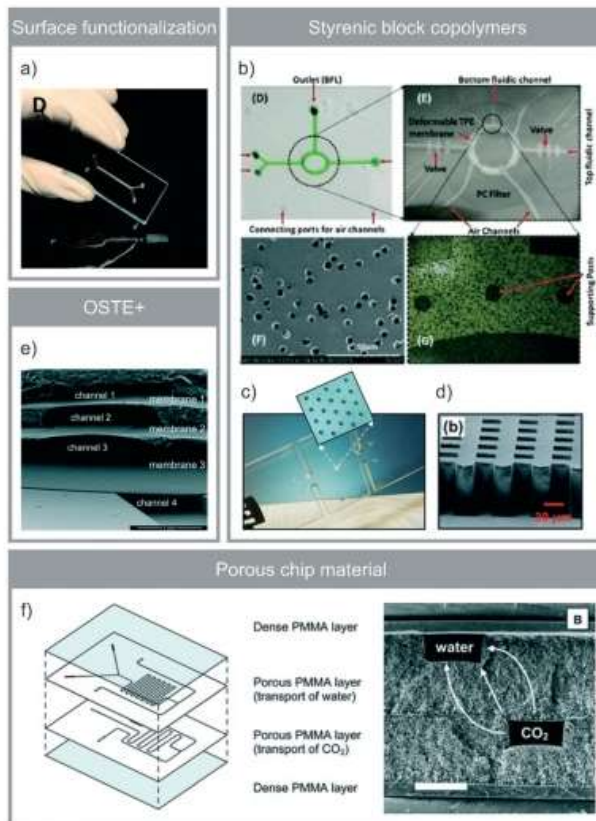 Surface functionalization
a)
D
Styrenic block copolymers
b)
Outlet (BFL)
(D)
Connecting ports for air channels
Bottom fluidic channel
(E)
Deformable TPE
membrane
Valve
Valve
PC Filter
Air Channels
Top fluidic channel
(F)
(G)
Supporting Posts
OSTE+
e)
channel 1
membrane 1
channel 2
membrane 2
channel 3
membrane 3
channel 4
c)
d)
(b)
Porous chip material
f)
Dense PMMA layer
Porous PMMA layer
(transport of water)
Porous PMMA layer
(transport of CO₂)
Dense PMMA layer
B
water
CO₂